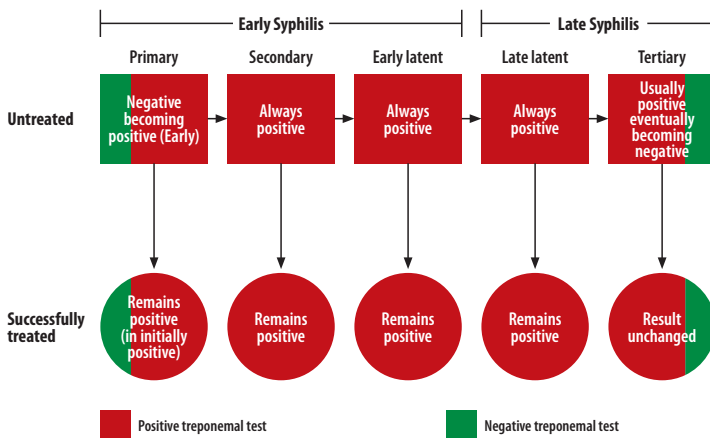 Early Syphilis
Late Syphilis
Primary
Secondary
Early latent
Late latent
Tertiary
Untreated
Negative
becoming
positive (Early)
Always
positive
Always
positive
Always
positive
Usually
positive
eventually
becoming
negative
Successfully
treated
Remains
positive
(in initially
positive)
Remains
positive
Remains
positive
Remains
positive
Result
unchanged
Positive treponemal test
Negative treponemal test